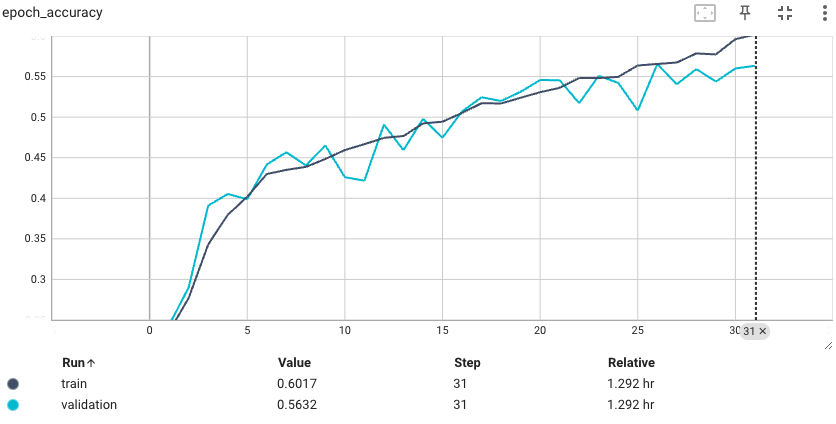 epoch_accuracy
0.55
0.5
0.45
0.4
0.35
0.3
0 5 10 15 20 25 30 31 ✕
Run↑ Value Step Relative
train 0.6017 31 1.292 hr
validation 0.5632 31 1.292 hr